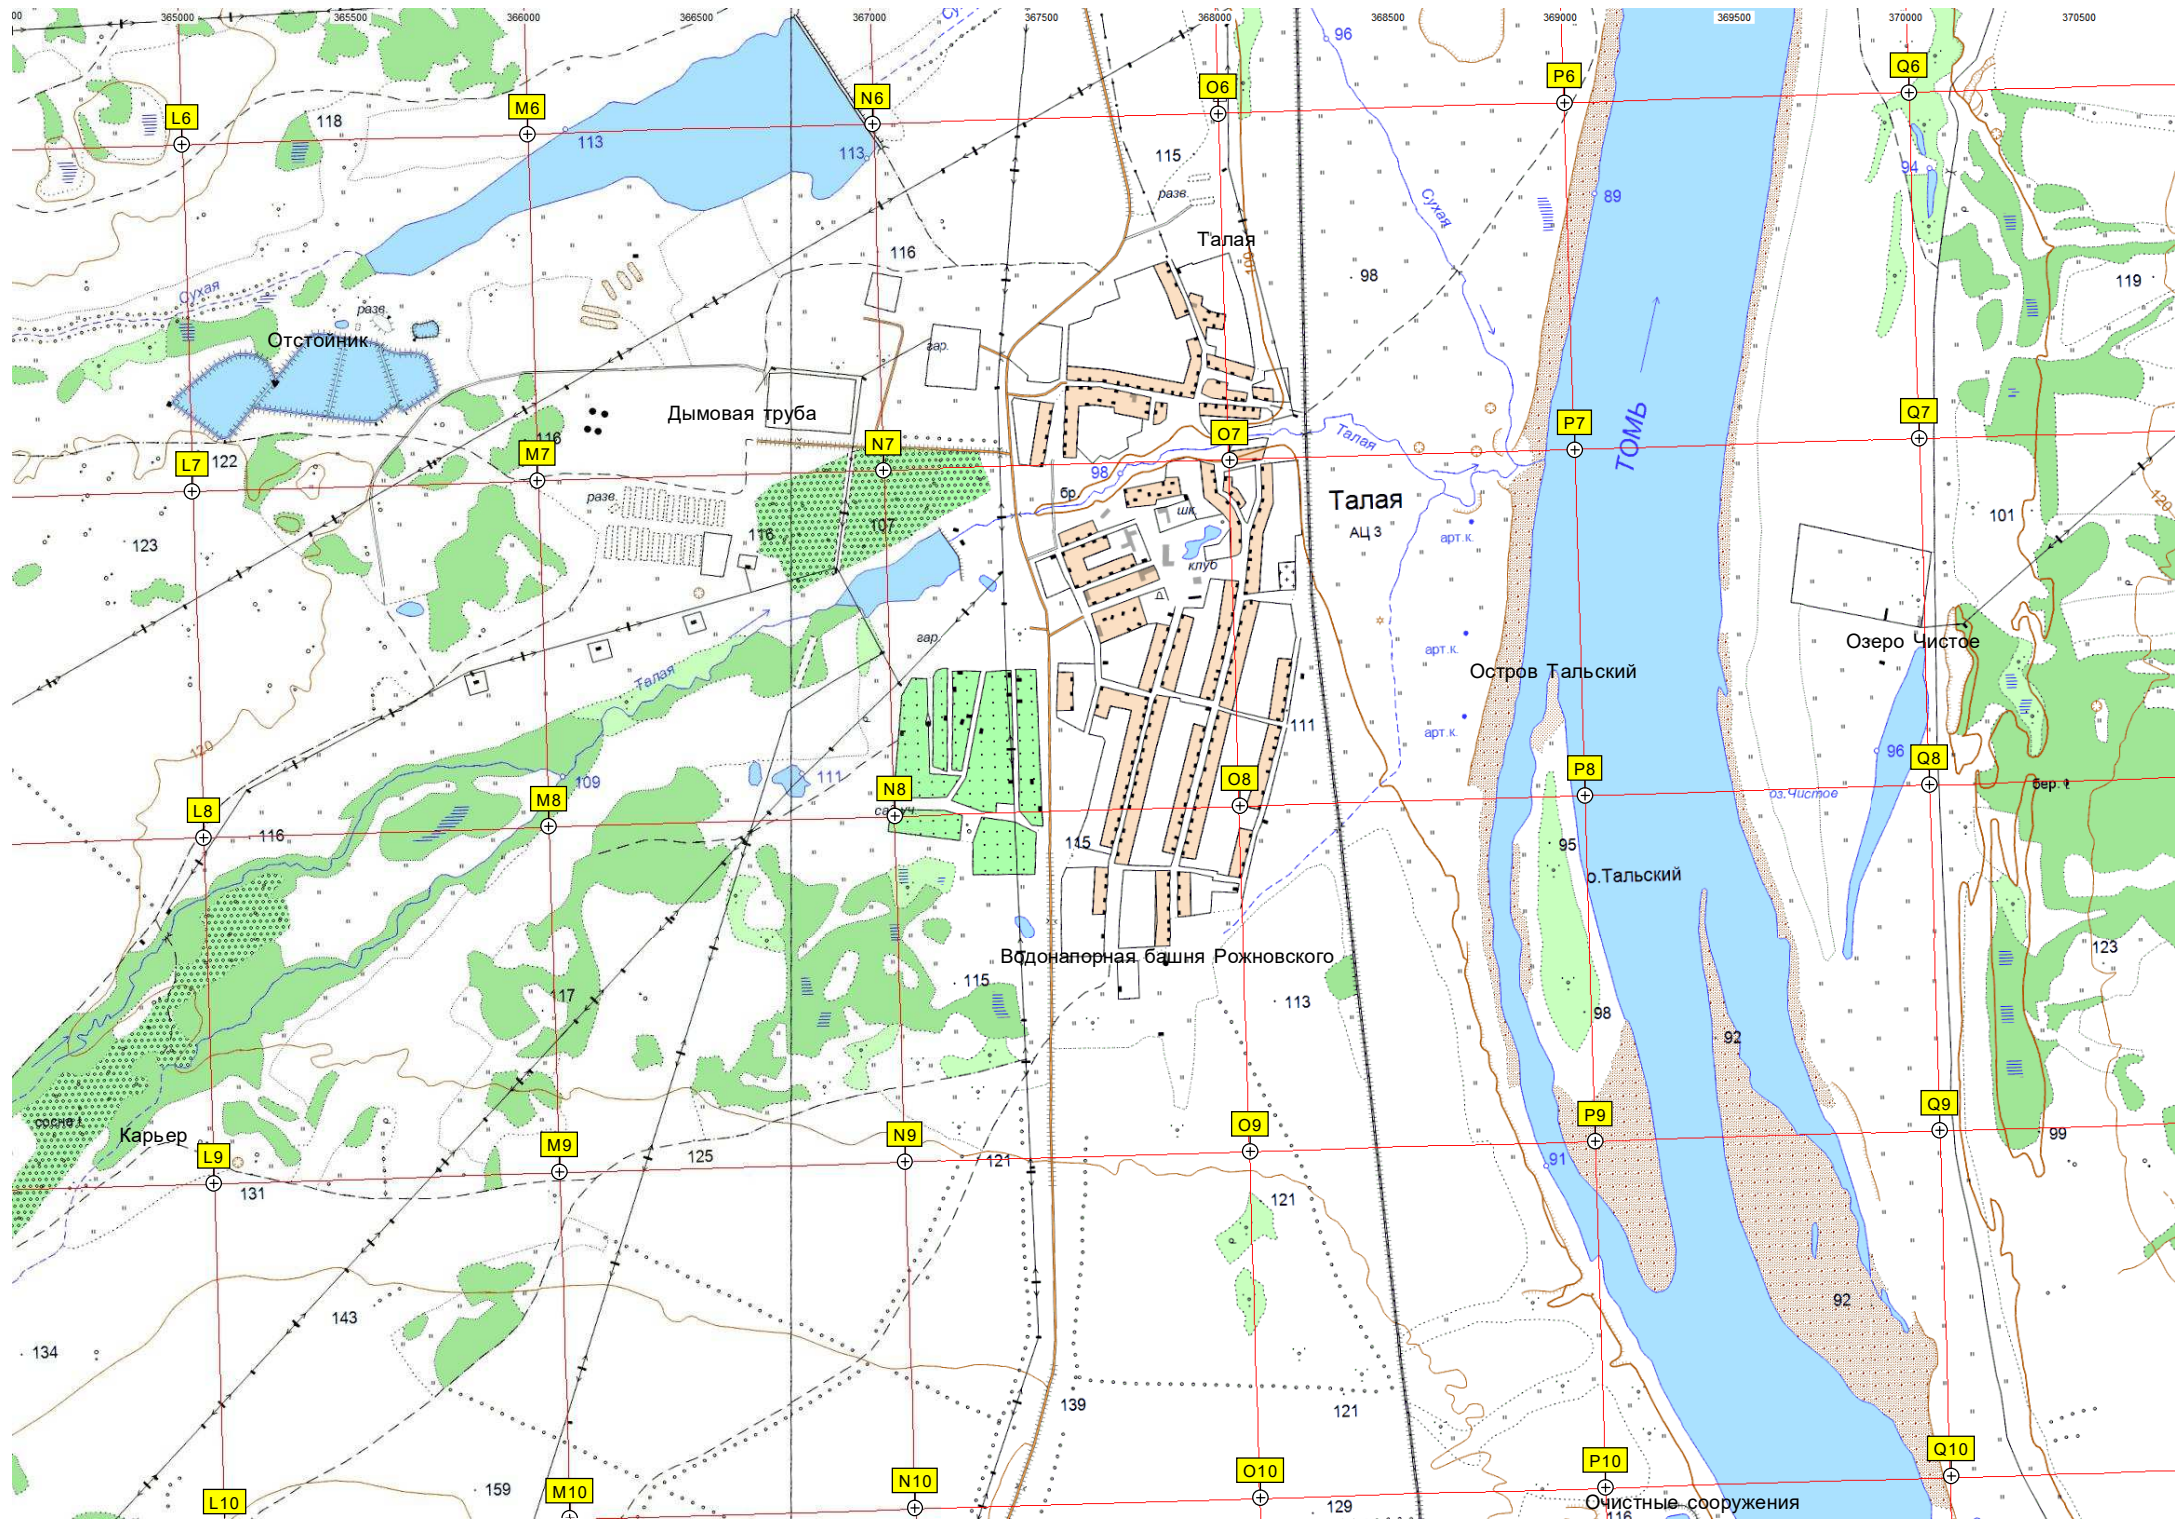 00 365000 365500 366000 366500 367000 367500 368000 368500 369000 369500 370000 370500
L6 M6 N6 O6 P6 Q6
118 113 113 115 96 89 94
разв.
Сухая
Талая
109
116
98
119
Сухая
разв.
Отстойник
гар.
Дымовая труба
116
L7 M7 N7 O7 P7 Q7
122
98
Талая
ТОМЬ
разв.
бр.
шк.
Талая
АЦ 3
арт.к.
107
116
123
101
120
клуб
гар.
Талая
арт.к.
Остров Тальский
Озеро Чистое
120
111
арт.к.
96
109
111
L8 M8 N8 O8 P8 Q8
оз.Чистое
бер.
116
115
95
о.Тальский
Водонапорная башня Рожновского
123
117
115
113
98
92
сосна
Карьер
L9 M9 N9 O9 P9 Q9
125
121
91
99
131
121
143
92
134
139
121
159
L10 M10 N10 O10 P10 Q10
129
Очистные сооружения
116